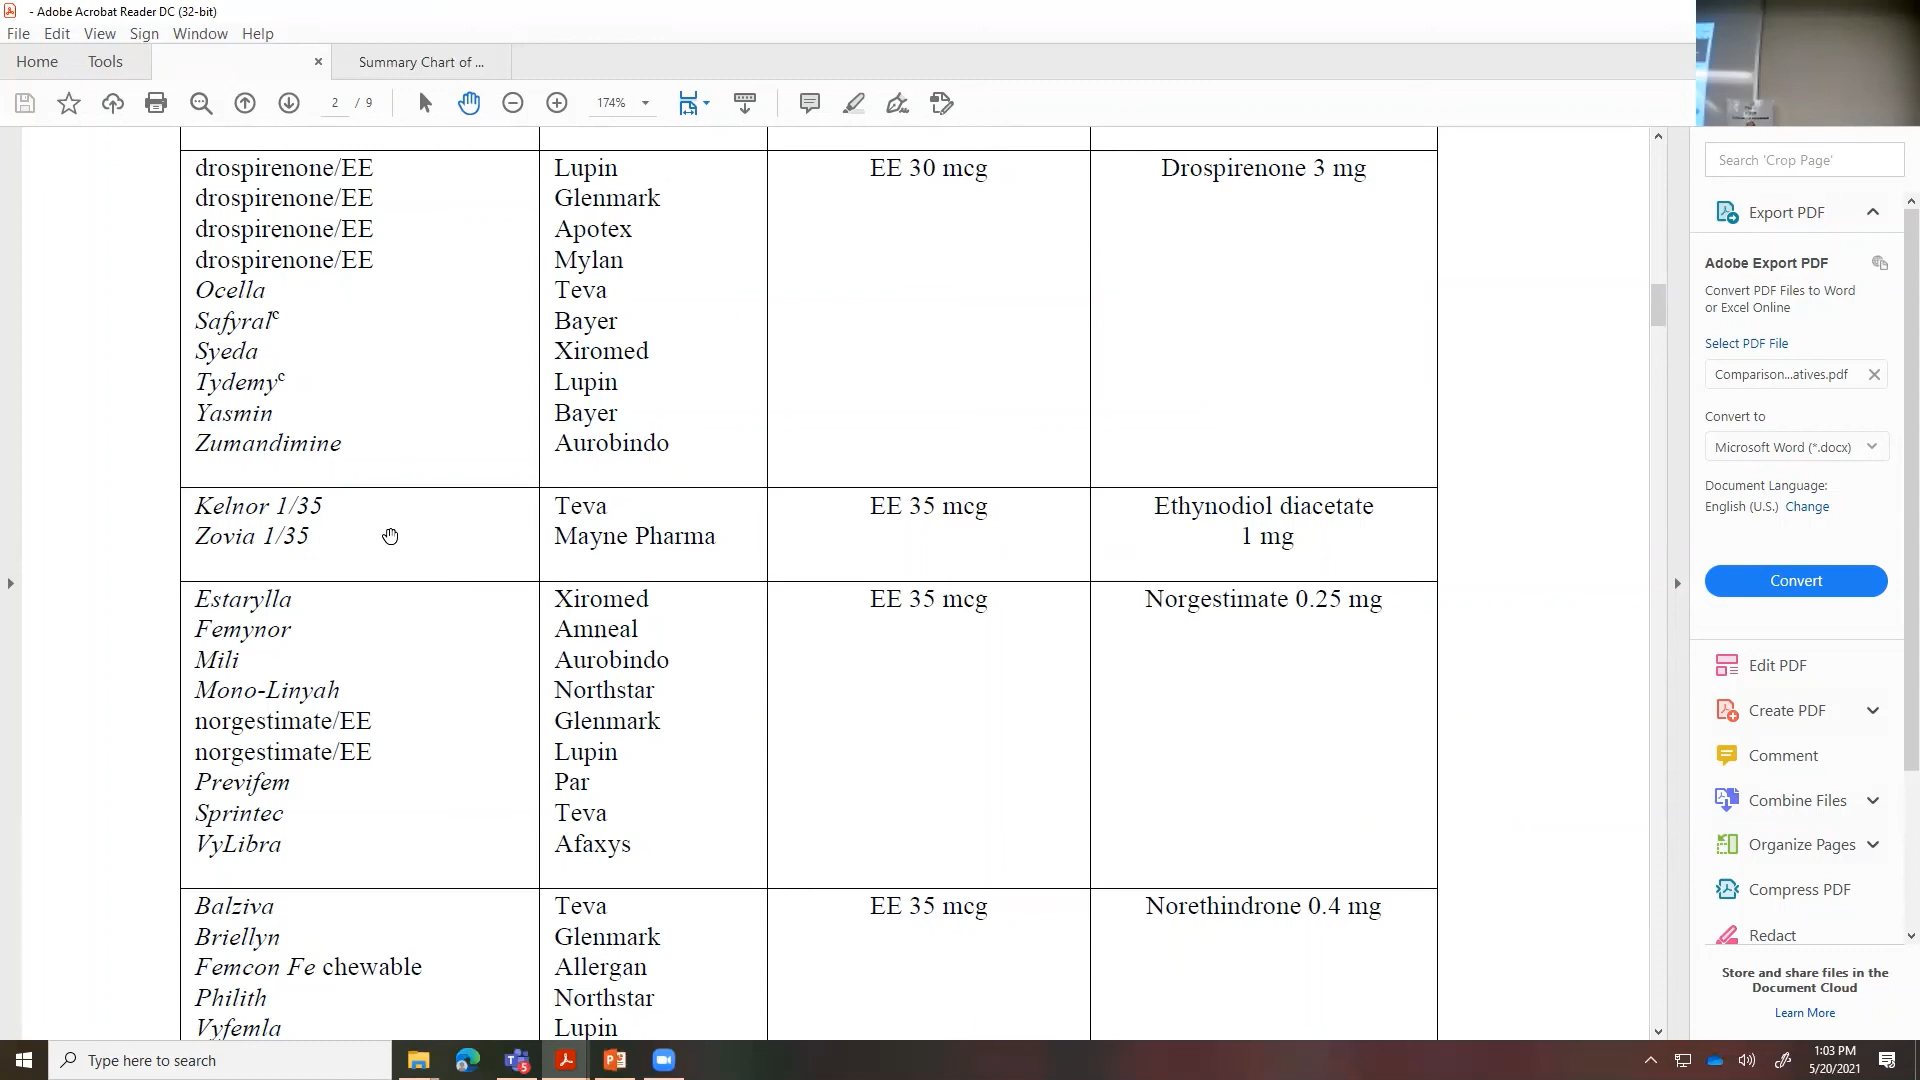 - Adobe Acrobat Reader DC (32-bit)
File Edit View Sign Window Help
Home Tools × Summary Chart of ...
2 / 9 174%
drospirenone/EE Lupin EE 30 mcg Drospirenone 3 mg
drospirenone/EE Glenmark
drospirenone/EE Apotex
drospirenone/EE Mylan
Ocella Teva
Safyralᶜ Bayer
Syeda Xiromed
Tydemyᶜ Lupin
Yasmin Bayer
Zumandimine Aurobindo
Kelnor 1/35 Teva EE 35 mcg Ethynodiol diacetate
Zovia 1/35 Mayne Pharma 1 mg
Estarylla Xiromed EE 35 mcg Norgestimate 0.25 mg
Femynor Amneal
Mili Aurobindo
Mono-Linyah Northstar
norgestimate/EE Glenmark
norgestimate/EE Lupin
Previfem Par
Sprintec Teva
VyLibra Afaxys
Balziva Teva EE 35 mcg Norethindrone 0.4 mg
Briellyn Glenmark
Femcon Fe chewable Allergan
Philith Northstar
Vyfemla Lupin
Search 'Crop Page'
Export PDF
Adobe Export PDF
Convert PDF Files to Word
or Excel Online
Select PDF File
Comparison...atives.pdf
Convert to
Microsoft Word (*.docx)
Document Language:
English (U.S.) Change
Convert
Edit PDF
Create PDF
Comment
Combine Files
Organize Pages
Compress PDF
Redact
Store and share files in the
Document Cloud
Learn More
Type here to search
5
1:03 PM
5/20/2021